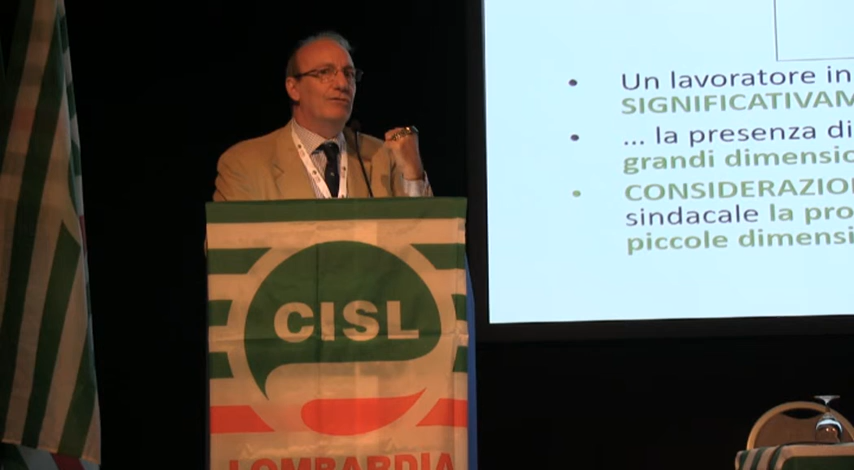 Un lavoratore in
SIGNIFICATIVAM
... la presenza di
grandi dimensio
CONSIDERAZIO
sindacale la pro
piccole dimensi
CISL
LOMBARDIA